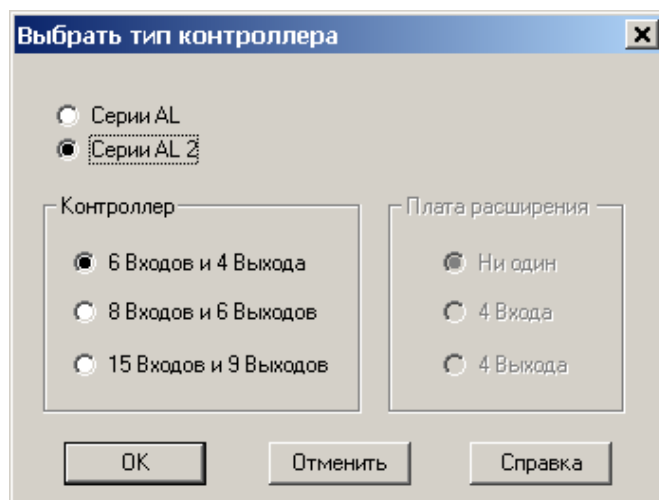 Выбрать тип контроллера
Серии AL
Серии AL 2
Контроллер
6 Входов и 4 Выхода
8 Входов и 6 Выходов
15 Входов и 9 Выходов
Плата расширения
Ни один
4 Входа
4 Выхода
OK
Отменить
Справка